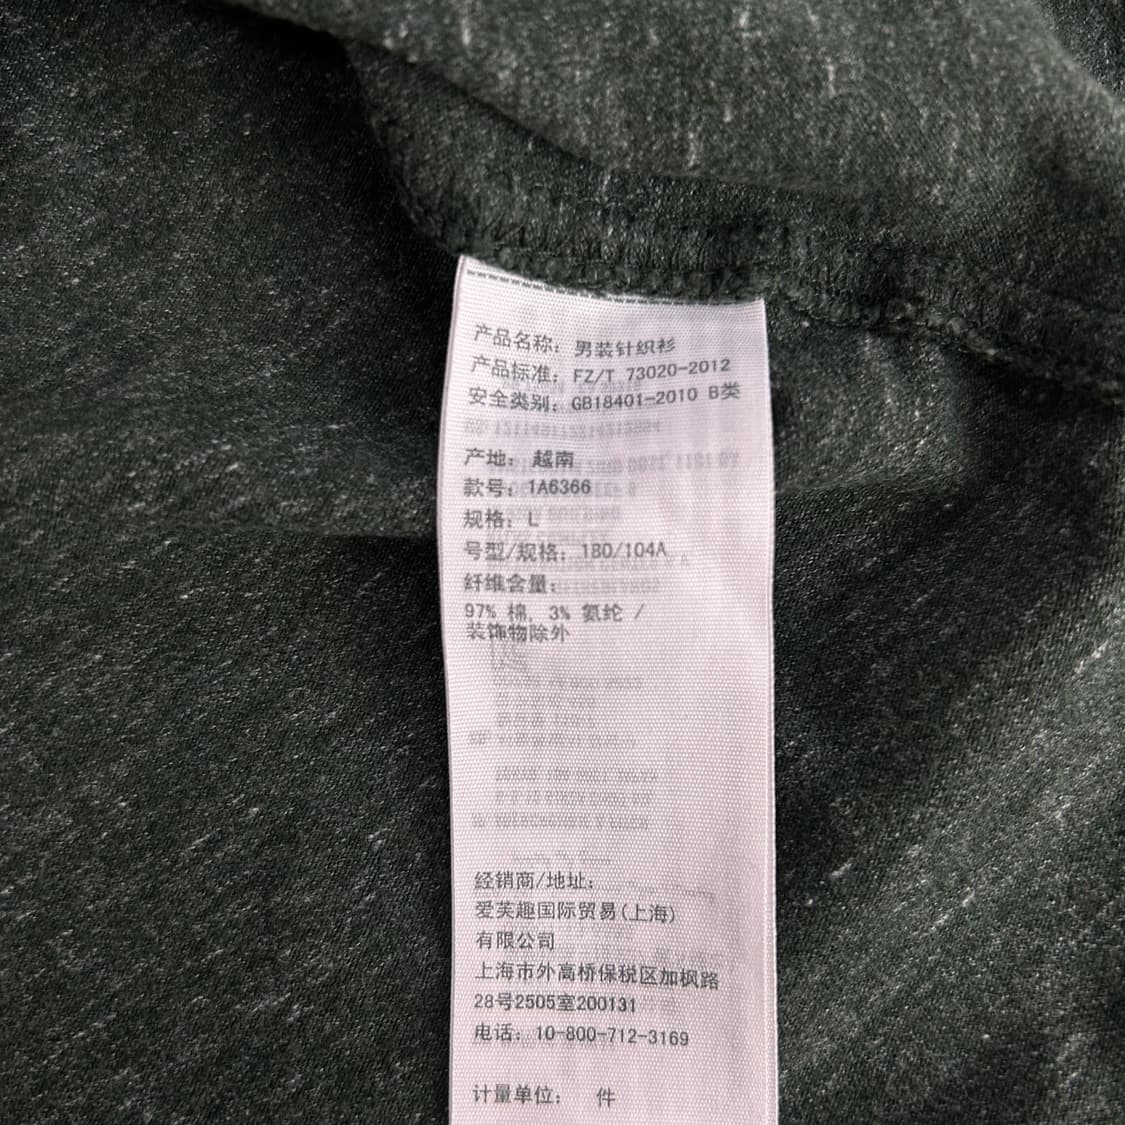 产品名称: 男装针织衫
产品标准: FZ/T 73020-2012
安全类别: GB18401-2010 B类
产地: 越南
款号: 1A6366
规格: L
号型/规格: 180/104A
纤维含量:
97% 棉, 3% 氨纶 /
装饰物除外
经销商/地址:
爱芙趣国际贸易(上海)
有限公司
上海市外高桥保税区加枫路
28号2505室200131
电话: 10-800-712-3169
计量单位: 件